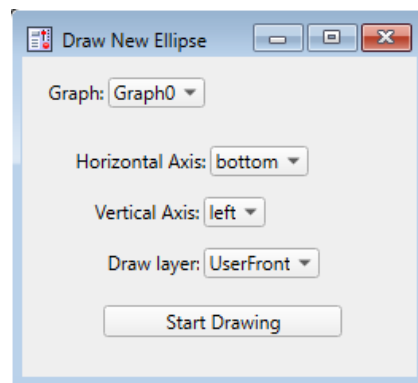 Draw New Ellipse
Graph: Graph0
Horizontal Axis: bottom
Vertical Axis: left
Draw layer: UserFront
Start Drawing